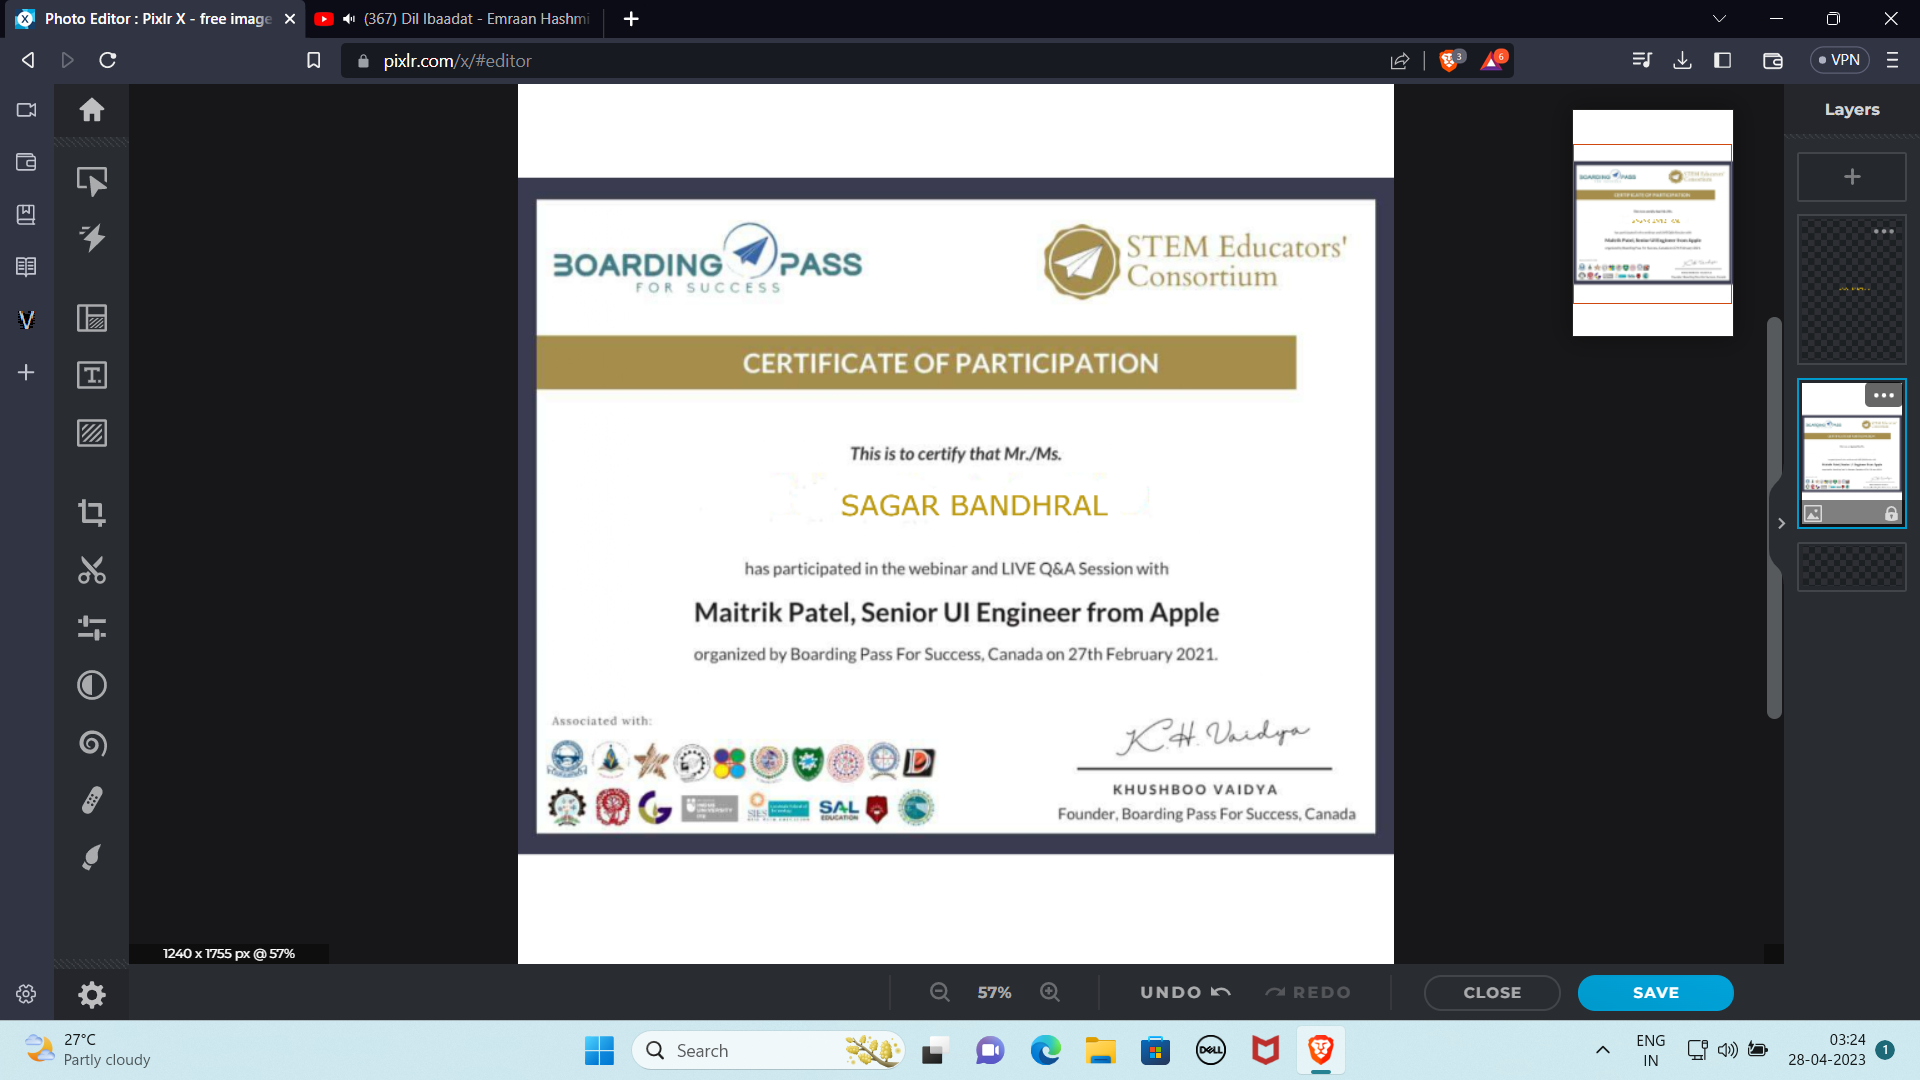 Photo Editor : Pixlr X - free image
(367) Dil Ibaadat - Emraan Hashmi
pixlr.com/x/#editor
3
6
VPN
Layers
BOARDING PASS
FOR SUCCESS
STEM Educators'
Consortium
CERTIFICATE OF PARTICIPATION
This is to certify that Mr./Ms.
SAGAR BANDHRAL
has participated in the webinar and LIVE Q&A Session with
Maitrik Patel, Senior UI Engineer from Apple
organized by Boarding Pass For Success, Canada on 27th February 2021.
Associated with:
K.H. Vaidya
SAL
EDUCATION
KHUSHBOO VAIDYA
Founder, Boarding Pass For Success, Canada
1240 x 1755 px @ 57%
57%
UNDO
REDO
CLOSE
SAVE
27°C
Partly cloudy
Search
DELL
ENG
IN
03:24
28-04-2023
1